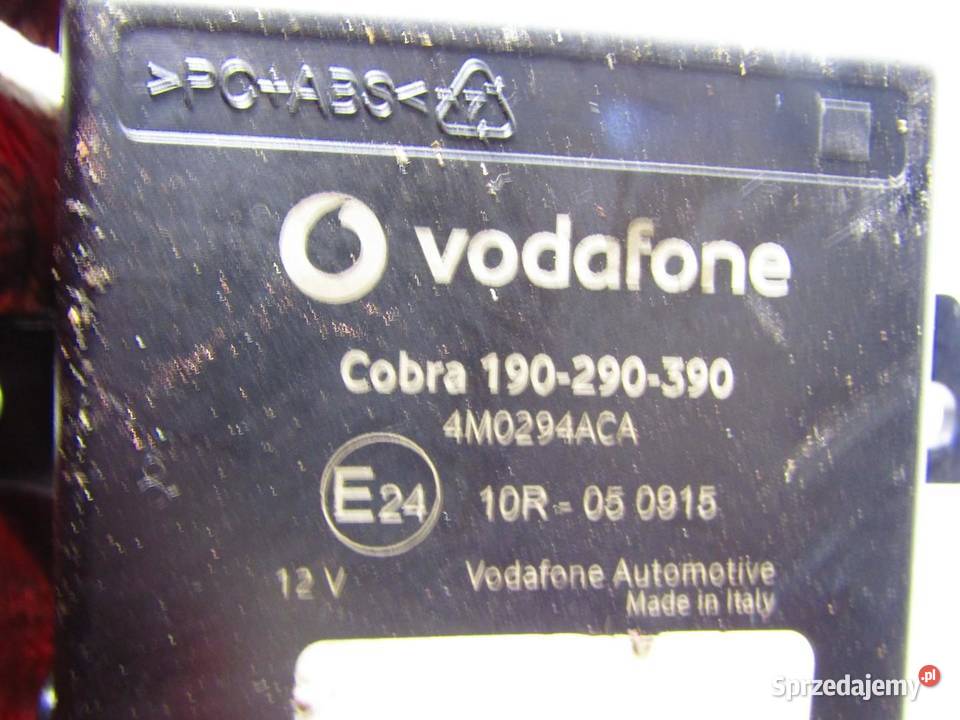 >PC+ABS<
vodafone
Cobra 190-290-390
4M0294ACA
E24 10R - 05 0915
12 V Vodafone Automotive
Made in Italy
Sprzedajemy.pl